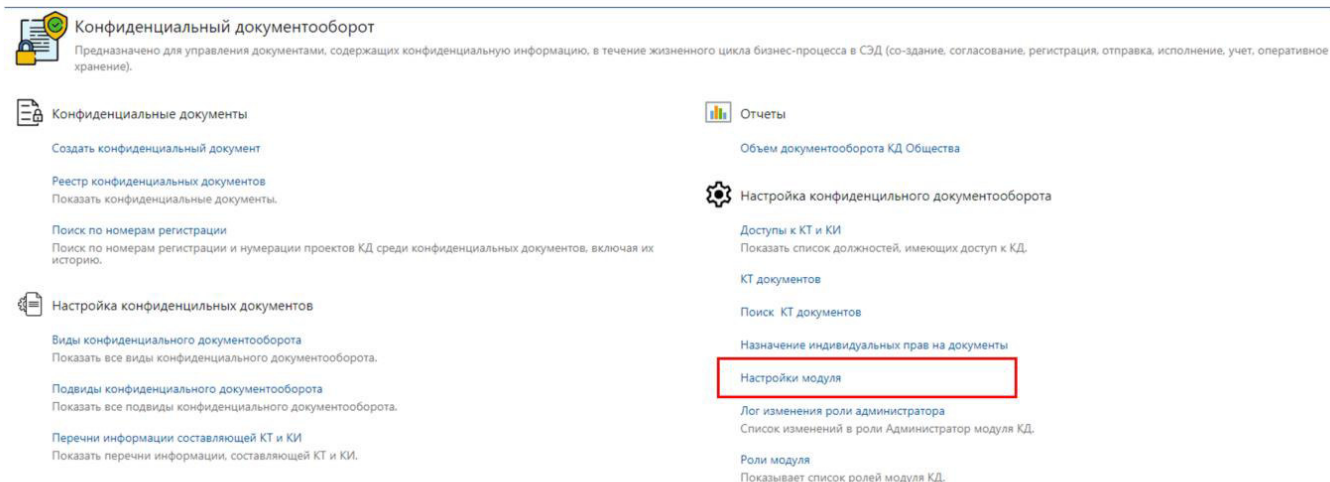 Конфиденциальный документооборот
Предназначено для управления документами, содержащих конфиденциальную информацию, в течение жизненного цикла бизнес-процесса в СЭД (со-здание, согласование, регистрация, отправка, исполнение, учет, оперативное
хранение).
Конфиденциальные документы
Создать конфиденциальный документ
Реестр конфиденциальных документов
Показать конфиденциальные документы.
Поиск по номерам регистрации
Поиск по номерам регистрации и нумерации проектов КД среди конфиденциальных документов, включая их
историю.
Настройка конфиденцильных документов
Виды конфиденциального документооборота
Показать все виды конфиденциального документооборота.
Подвиды конфиденциального документооборота
Показать все подвиды конфиденциального документооборота.
Перечни информации составляющей КТ и КИ
Показать перечни информации, составляющей КТ и КИ.
Отчеты
Объем документооборота КД Общества
Настройка конфиденцильного документооборота
Доступы к КТ и КИ
Показать список должностей, имеющих доступ к КД.
КТ документов
Поиск КТ документов
Назначение индивидуальных прав на документы
Настройки модуля
Лог изменения роли администратора
Список изменений в роли Администратор модуля КД.
Роли модуля
Показывает список ролей модуля КД.